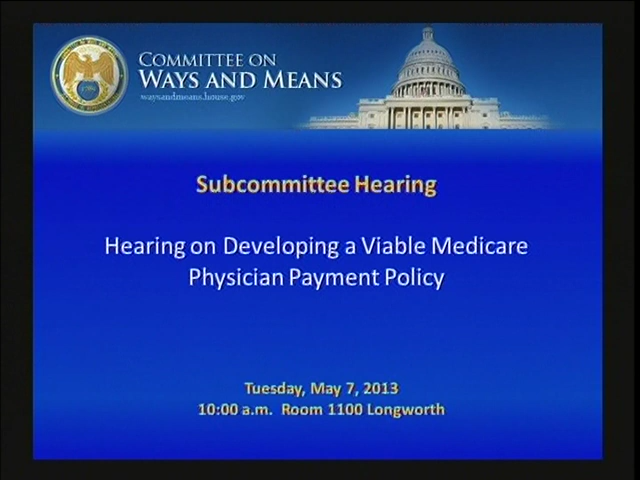 COMMITTEE ON
WAYS AND MEANS
waysandmeans.house.gov
Subcommittee Hearing
Hearing on Developing a Viable Medicare
Physician Payment Policy
Tuesday, May 7, 2013
10:00 a.m. Room 1100 Longworth